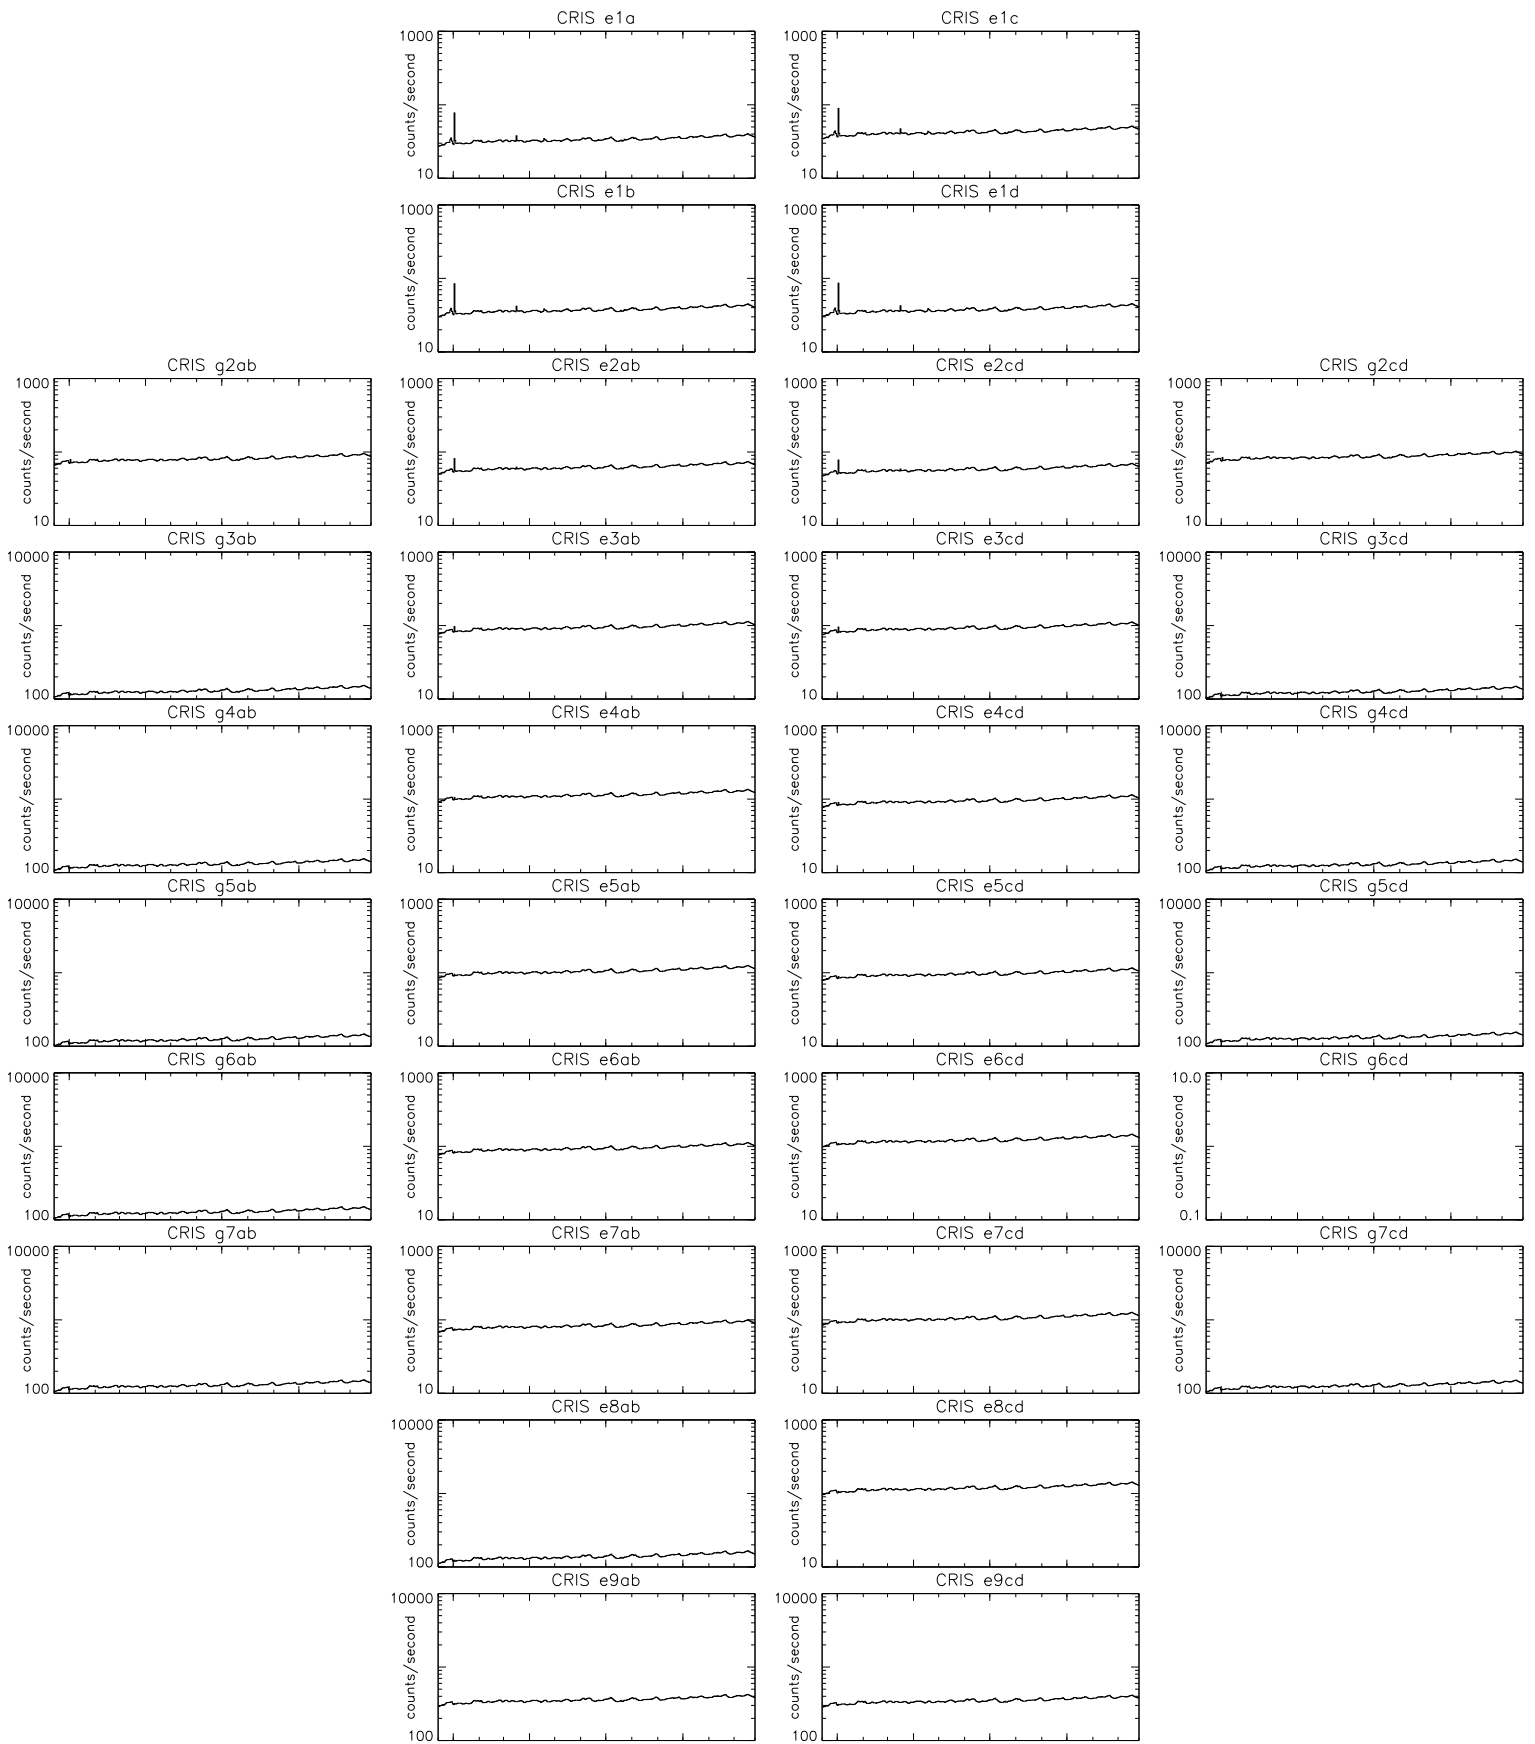 CRIS e1a
CRIS e1c
1000
counts/second
10
1000
counts/second
10
CRIS e1b
CRIS e1d
1000
counts/second
10
1000
counts/second
10
CRIS g2ab
CRIS e2ab
CRIS e2cd
CRIS g2cd
1000
counts/second
10
1000
counts/second
10
1000
counts/second
10
1000
counts/second
10
CRIS g3ab
CRIS e3ab
CRIS e3cd
CRIS g3cd
10000
counts/second
100
1000
counts/second
10
1000
counts/second
10
10000
counts/second
100
CRIS g4ab
CRIS e4ab
CRIS e4cd
CRIS g4cd
10000
counts/second
100
1000
counts/second
10
1000
counts/second
10
10000
counts/second
100
CRIS g5ab
CRIS e5ab
CRIS e5cd
CRIS g5cd
10000
counts/second
100
1000
counts/second
10
1000
counts/second
10
10000
counts/second
100
CRIS g6ab
CRIS e6ab
CRIS e6cd
CRIS g6cd
10000
counts/second
100
1000
counts/second
10
1000
counts/second
10
10.0
counts/second
0.1
CRIS g7ab
CRIS e7ab
CRIS e7cd
CRIS g7cd
10000
counts/second
100
1000
counts/second
10
1000
counts/second
10
10000
counts/second
100
CRIS e8ab
CRIS e8cd
10000
counts/second
100
1000
counts/second
10
CRIS e9ab
CRIS e9cd
10000
counts/second
100
10000
counts/second
100